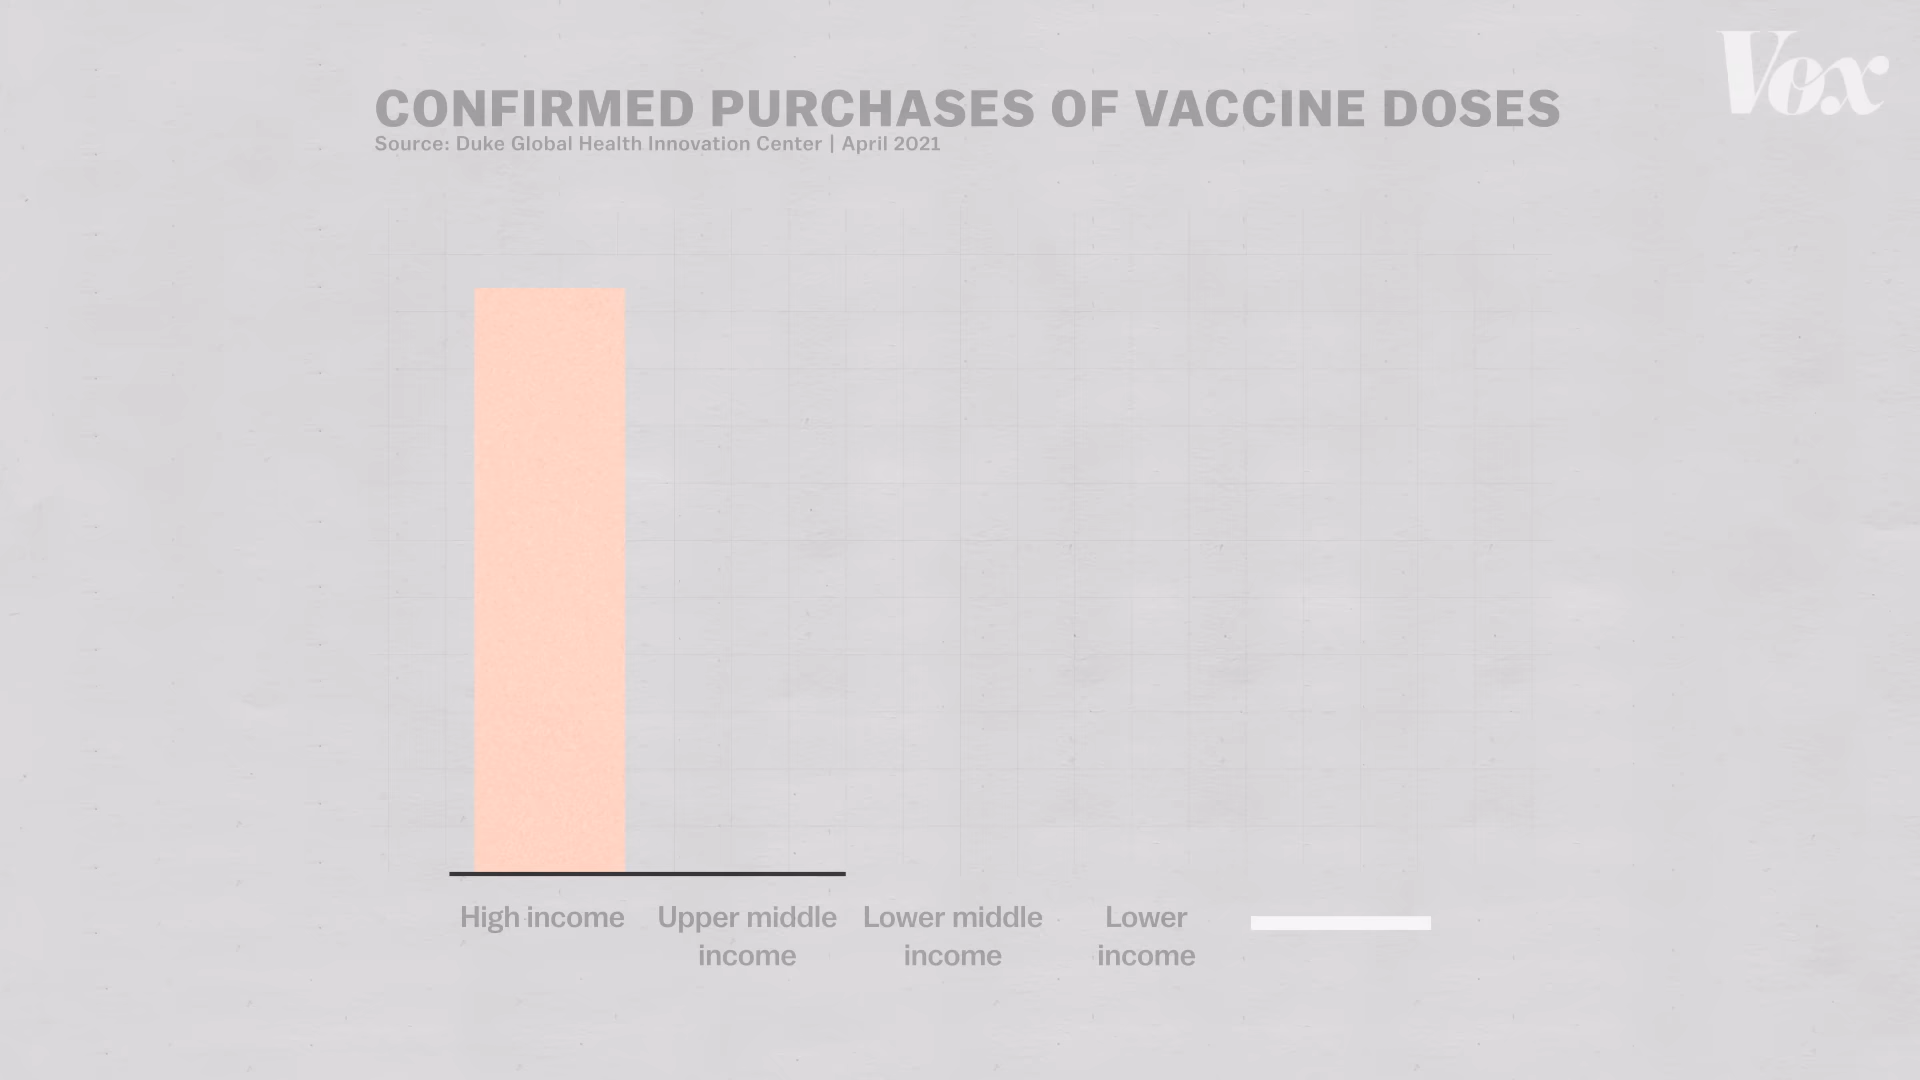 Vox
CONFIRMED PURCHASES OF VACCINE DOSES
Source: Duke Global Health Innovation Center | April 2021
High income
Upper middle
income
Lower middle
income
Lower
income